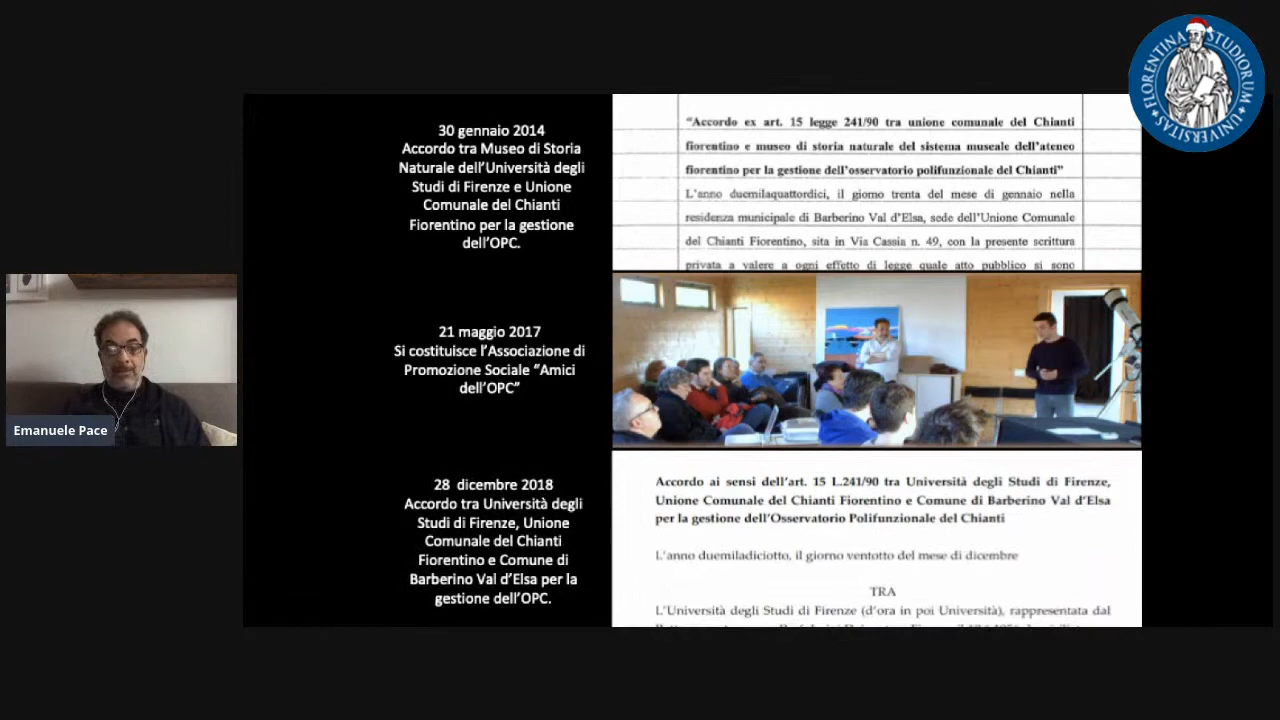 FLORENTINA STUDIORUM UNIVERSITAS
30 gennaio 2014
Accordo tra Museo di Storia
Naturale dell'Università degli
Studi di Firenze e Unione
Comunale del Chianti
Fiorentino per la gestione
dell'OPC.
"Accordo ex art. 15 legge 241/90 tra unione comunale del Chianti
fiorentino e museo di storia naturale del sistema museale dell'ateneo
fiorentino per la gestione dell'osservatorio polifunzionale del Chianti"
L'anno duemilaquattordici, il giorno trenta del mese di gennaio nella
residenza municipale di Barberino Val d'Elsa, sede dell'Unione Comunale
del Chianti Fiorentino, sita in Via Cassia n. 49, con la presente scrittura
privata a valere a ogni effetto di legge quale atto pubblico si sono
21 maggio 2017
Si costituisce l'Associazione di
Promozione Sociale "Amici
dell'OPC"
Emanuele Pace
28 dicembre 2018
Accordo tra Università degli
Studi di Firenze, Unione
Comunale del Chianti
Fiorentino e Comune di
Barberino Val d'Elsa per la
gestione dell'OPC.
Accordo ai sensi dell'art. 15 L.241/90 tra Università degli Studi di Firenze,
Unione Comunale del Chianti Fiorentino e Comune di Barberino Val d'Elsa
per la gestione dell'Osservatorio Polifunzionale del Chianti
L'anno duemiladiciotto, il giorno ventotto del mese di dicembre
TRA
L'Università degli Studi di Firenze (d'ora in poi Università), rappresentata dal